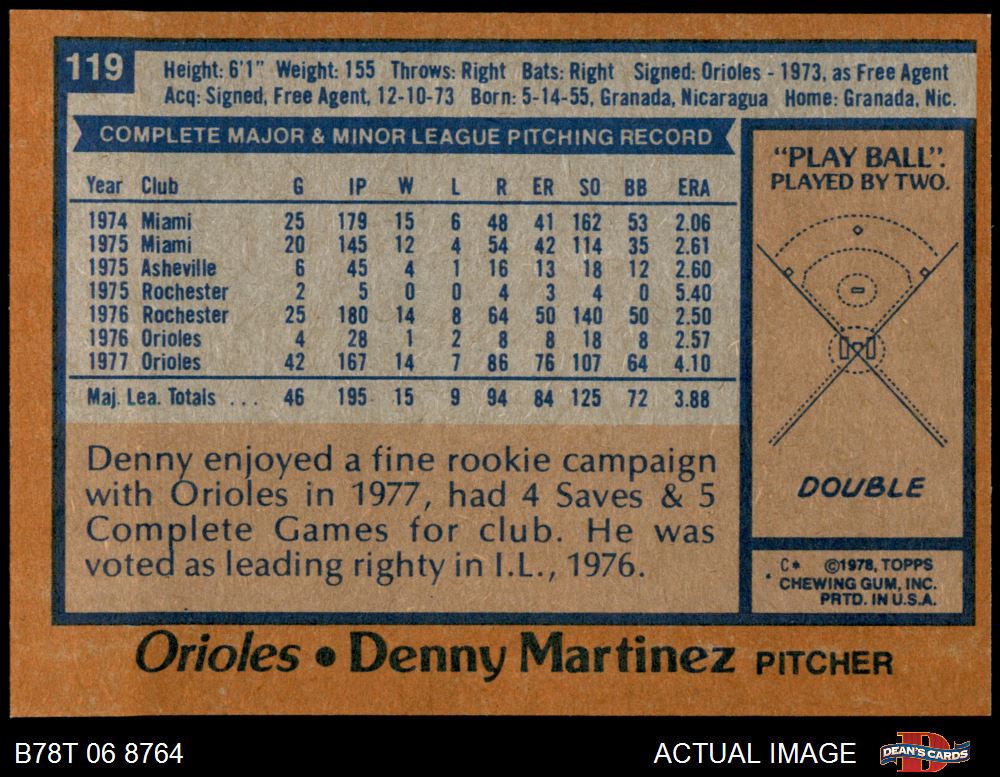 119
Height: 6'1" Weight: 155 Throws: Right Bats: Right Signed: Orioles - 1973, as Free Agent
Acq: Signed, Free Agent, 12-10-73 Born: 5-14-55, Granada, Nicaragua Home: Granada, Nic.
COMPLETE MAJOR & MINOR LEAGUE PITCHING RECORD
Year Club G IP W L R ER SO BB ERA
1974 Miami 25 179 15 6 48 41 162 53 2.06
1975 Miami 20 145 12 4 54 42 114 35 2.61
1975 Asheville 6 45 4 1 16 13 18 12 2.60
1975 Rochester 2 5 0 0 4 3 4 0 5.40
1976 Rochester 25 180 14 8 64 50 140 50 2.50
1976 Orioles 4 28 1 2 8 8 18 8 2.57
1977 Orioles 42 167 14 7 86 76 107 64 4.10
Maj. Lea. Totals ... 46 195 15 9 94 84 125 72 3.88
Denny enjoyed a fine rookie campaign
with Orioles in 1977, had 4 Saves & 5
Complete Games for club. He was
voted as leading righty in I.L., 1976.
"PLAY BALL".
PLAYED BY TWO.
DOUBLE
C* ©1978, TOPPS
CHEWING GUM, INC.
PRTD. IN U.S.A.
Orioles • Denny Martinez PITCHER
B78T 06 8764
ACTUAL IMAGE
DEAN'S CARDS